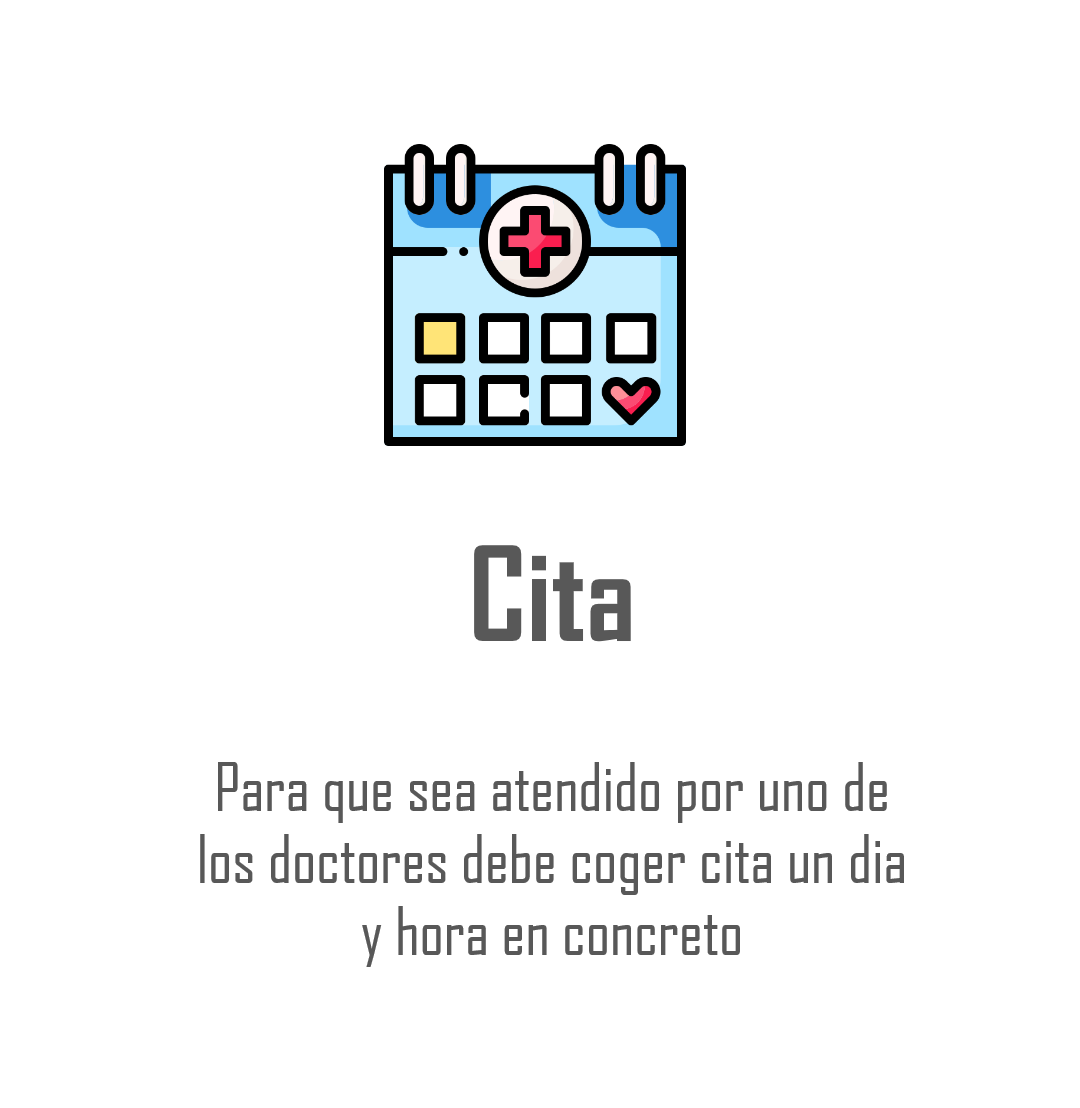 Cita
Para que sea atendido por uno de
los doctores debe coger cita un dia
y hora en concreto